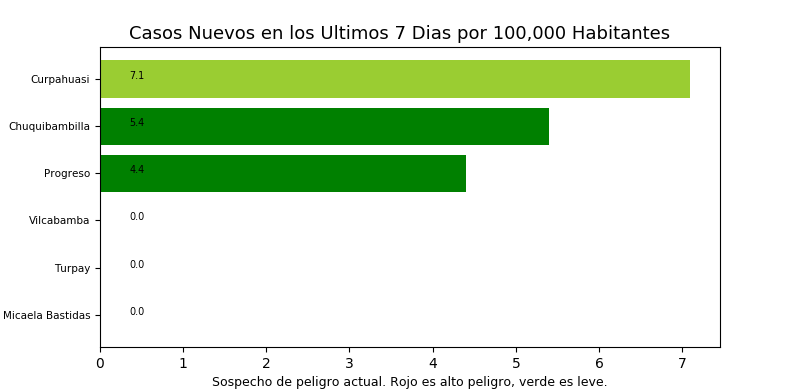 Casos Nuevos en los Ultimos 7 Dias por 100,000 Habitantes
Curpahuasi 7.1
Chuquibambilla 5.4
Progreso 4.4
Vilcabamba 0.0
Turpay 0.0
Micaela Bastidas 0.0
0 1 2 3 4 5 6 7
Sospecho de peligro actual. Rojo es alto peligro, verde es leve.